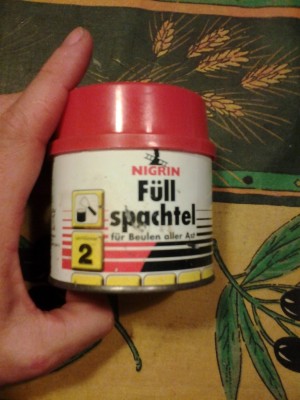 NIGRIN
Füll
spachtel
für Beulen aller Art
2